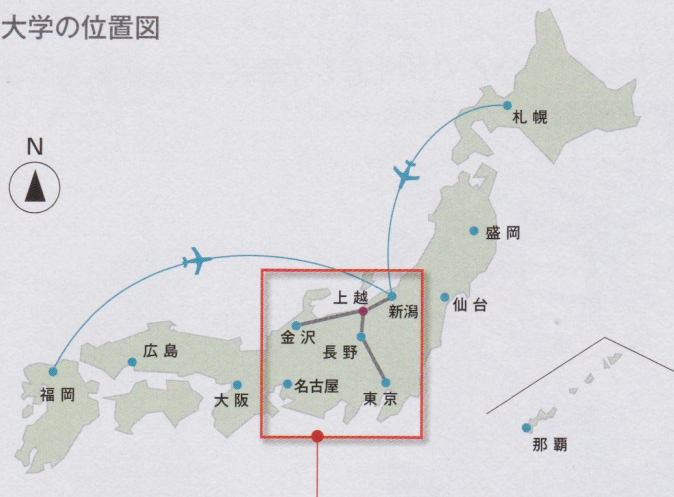 大学の位置図
N
札幌
盛岡
仙台
上越
新潟
金沢
長野
広島
福岡
大阪
名古屋
東京
那覇